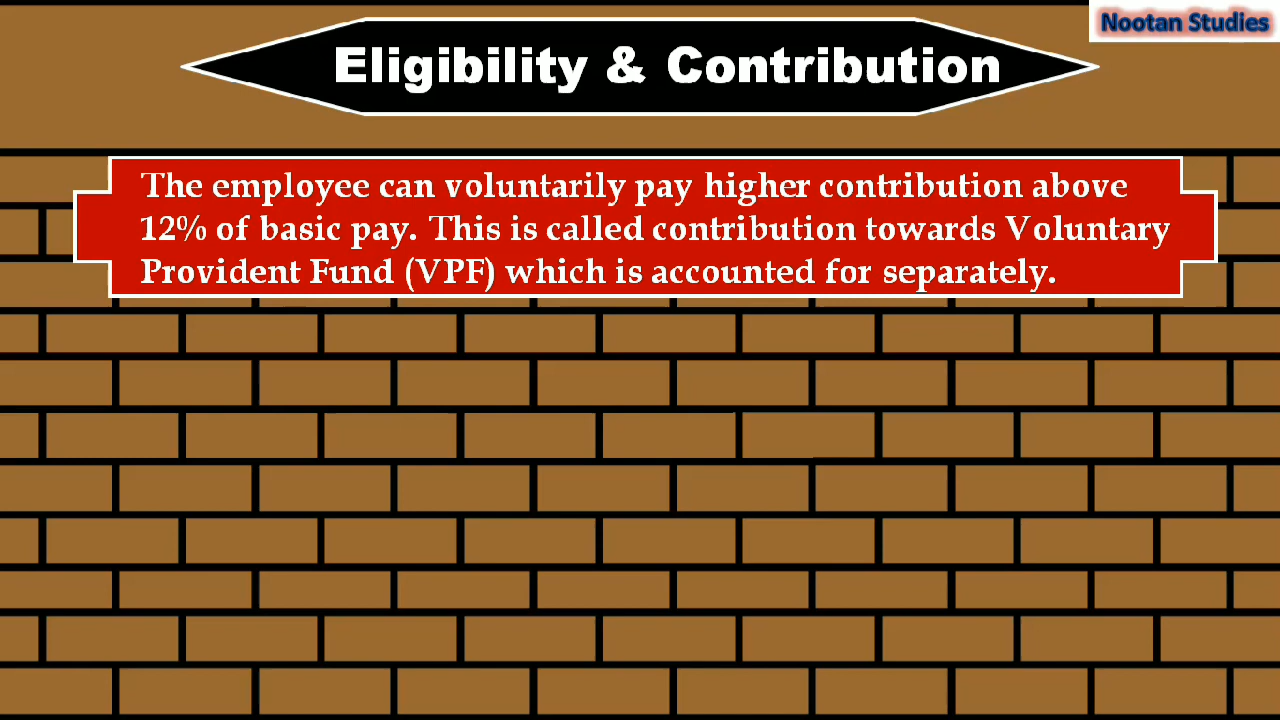 Nootan Studies
Eligibility & Contribution
The employee can voluntarily pay higher contribution above
12% of basic pay. This is called contribution towards Voluntary
Provident Fund (VPF) which is accounted for separately.